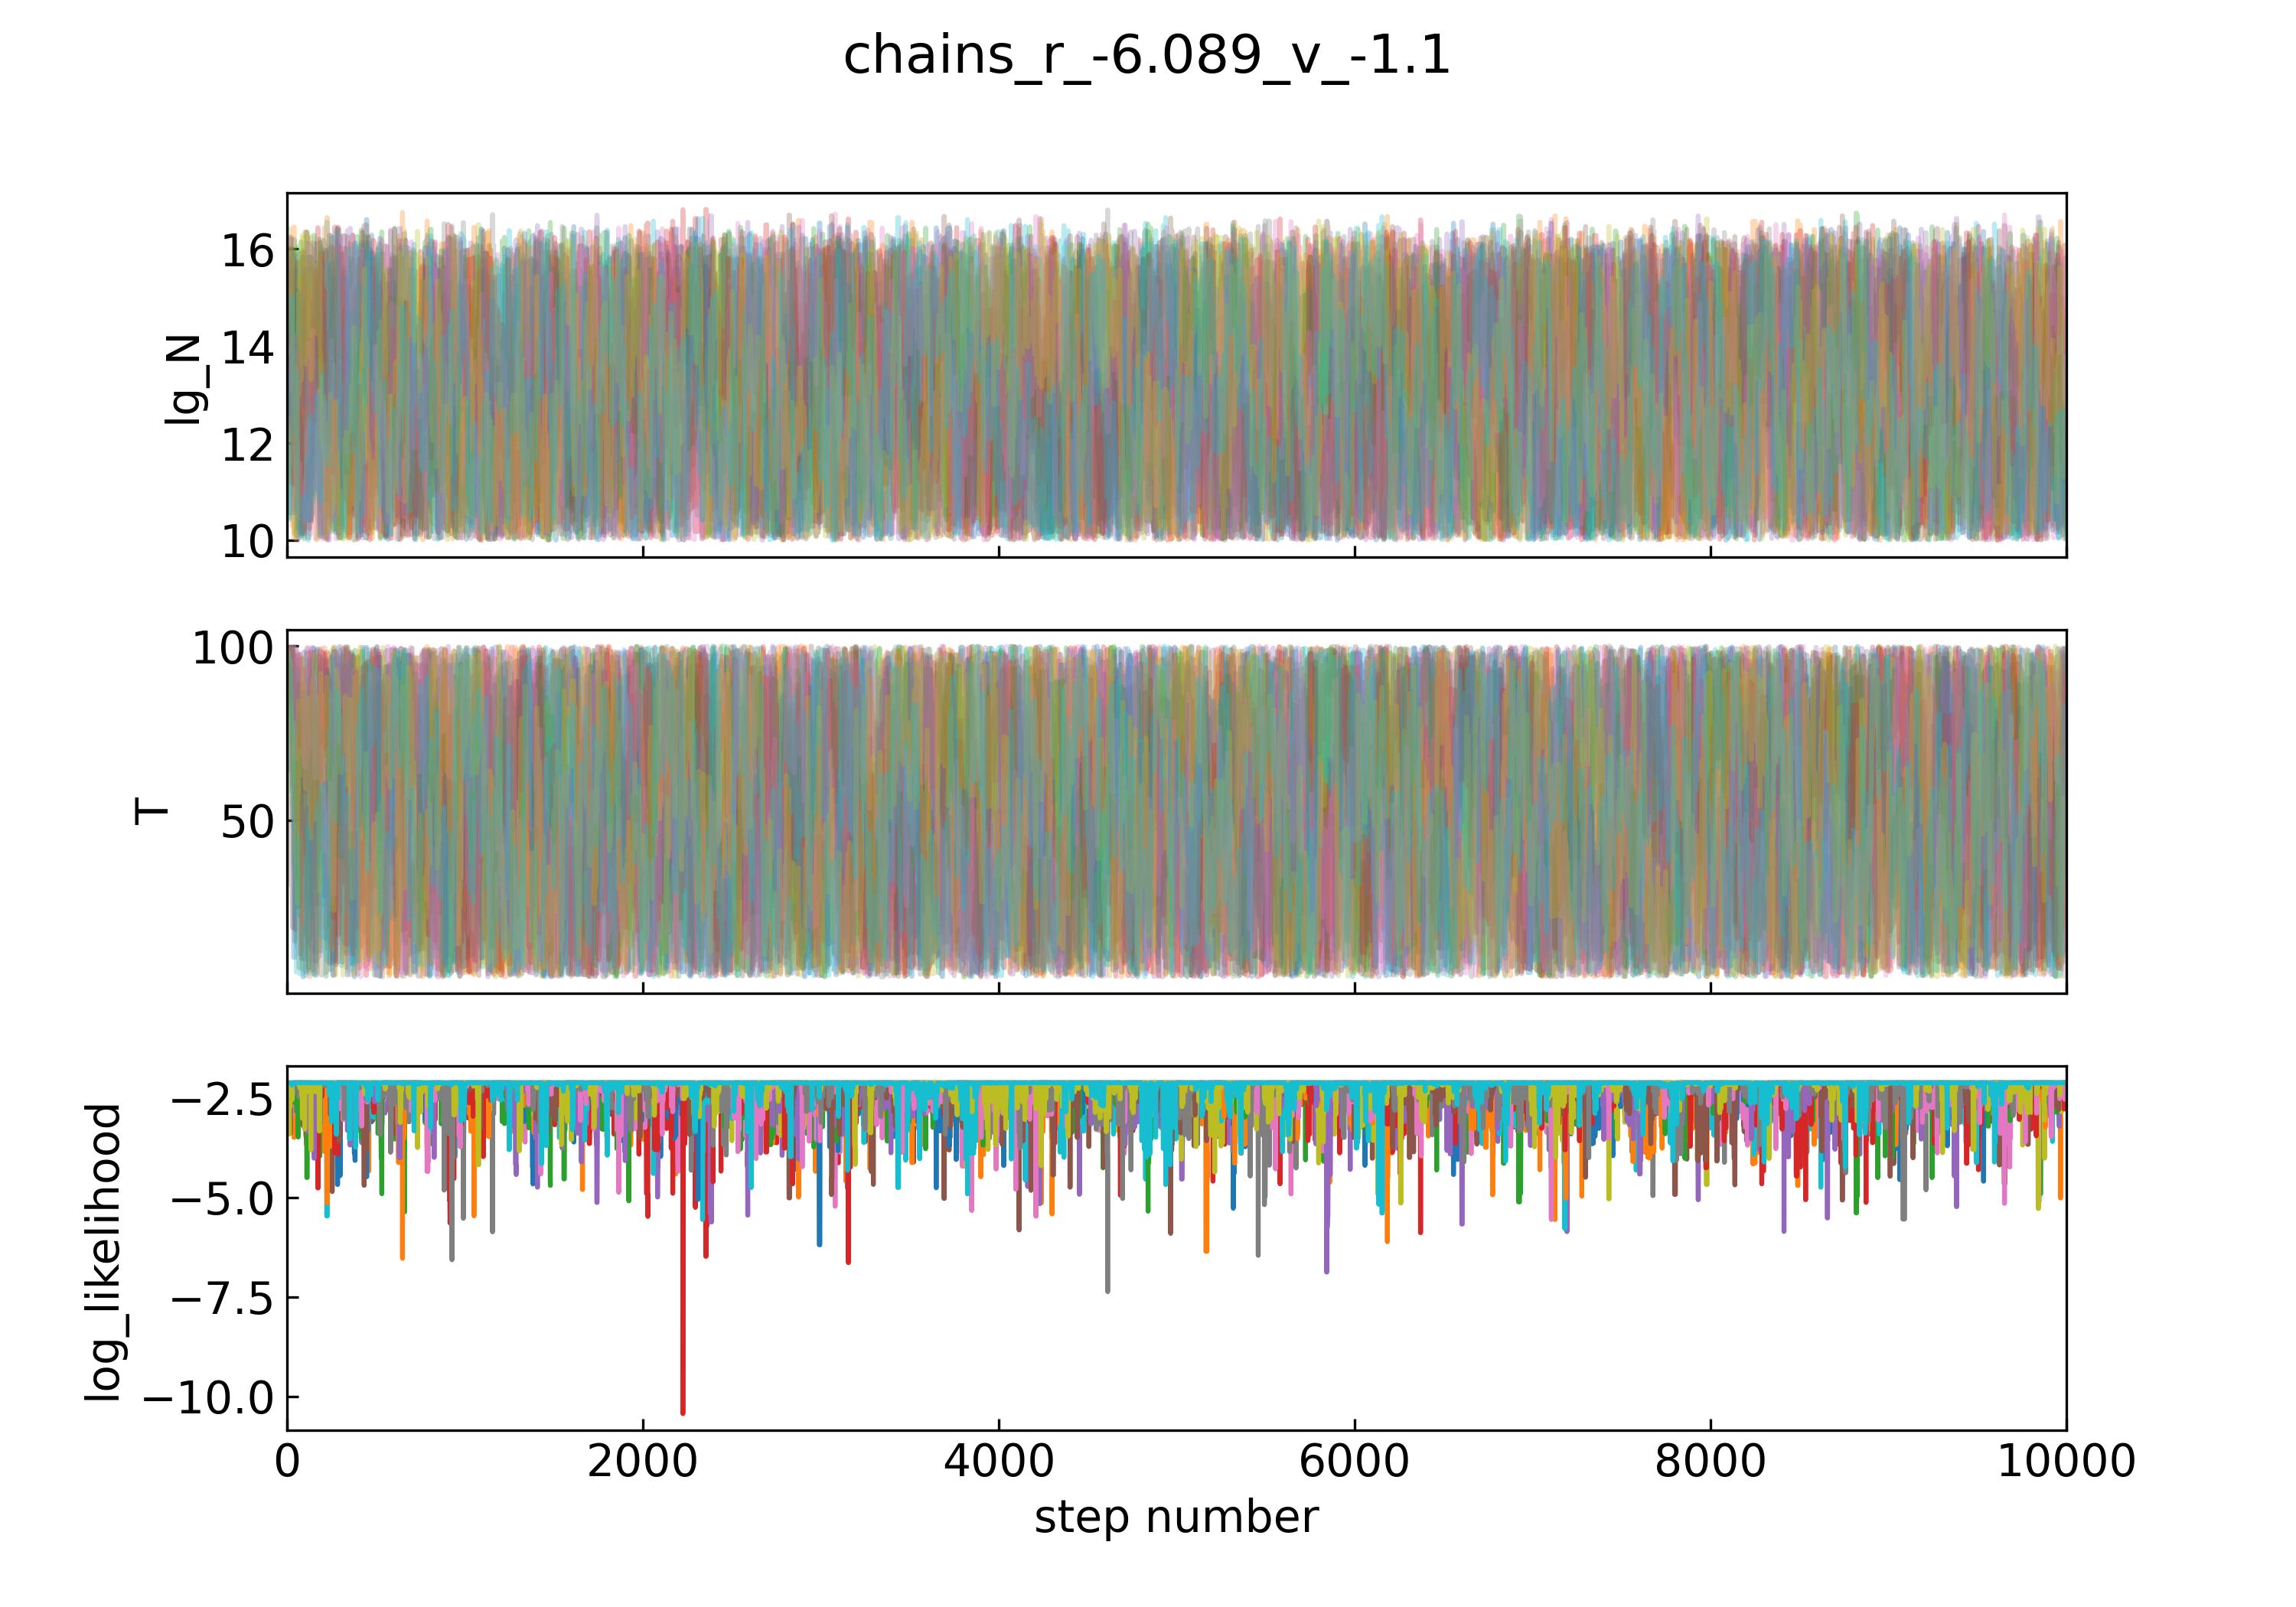 chains_r_-6.089_v_-1.1
16
14
12
10
lg_N
100
50
T
−2.5
−5.0
−7.5
−10.0
log_likelihood
0 2000 4000 6000 8000 10000
step number